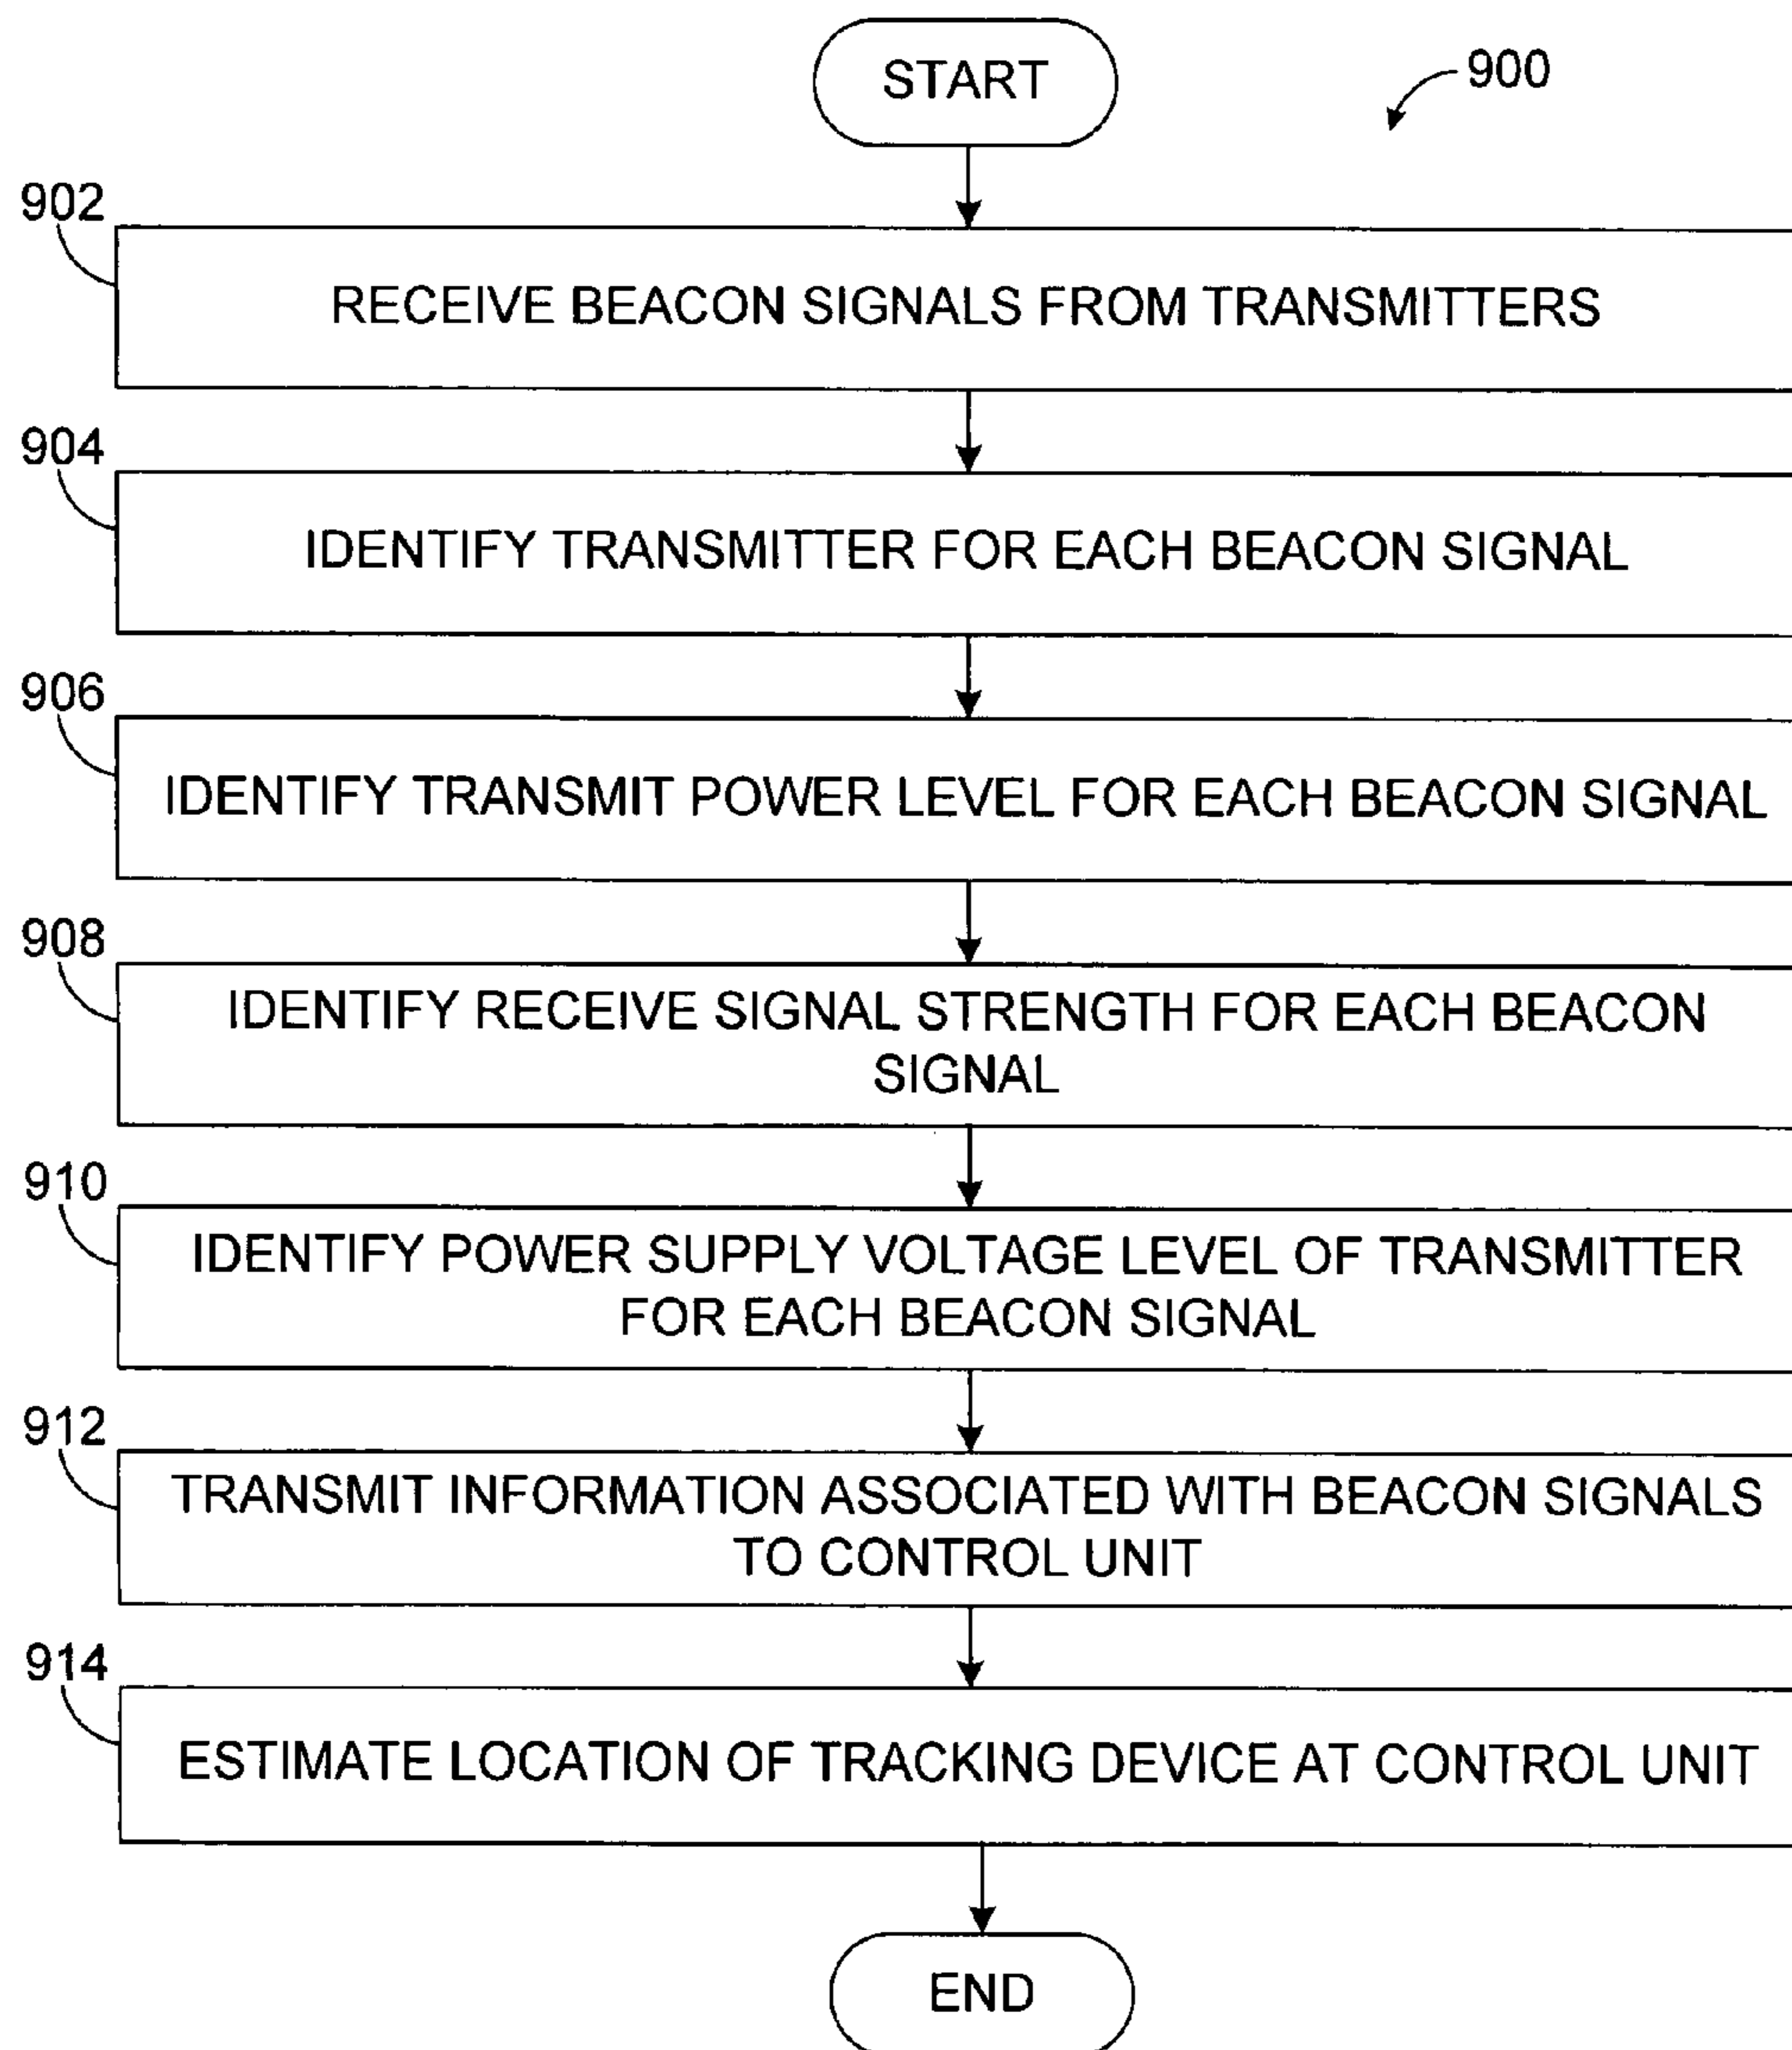 START
900
902
RECEIVE BEACON SIGNALS FROM TRANSMITTERS
904
IDENTIFY TRANSMITTER FOR EACH BEACON SIGNAL
906
IDENTIFY TRANSMIT POWER LEVEL FOR EACH BEACON SIGNAL
908
IDENTIFY RECEIVE SIGNAL STRENGTH FOR EACH BEACON
SIGNAL
910
IDENTIFY POWER SUPPLY VOLTAGE LEVEL OF TRANSMITTER
FOR EACH BEACON SIGNAL
912
TRANSMIT INFORMATION ASSOCIATED WITH BEACON SIGNALS
TO CONTROL UNIT
914
ESTIMATE LOCATION OF TRACKING DEVICE AT CONTROL UNIT
END